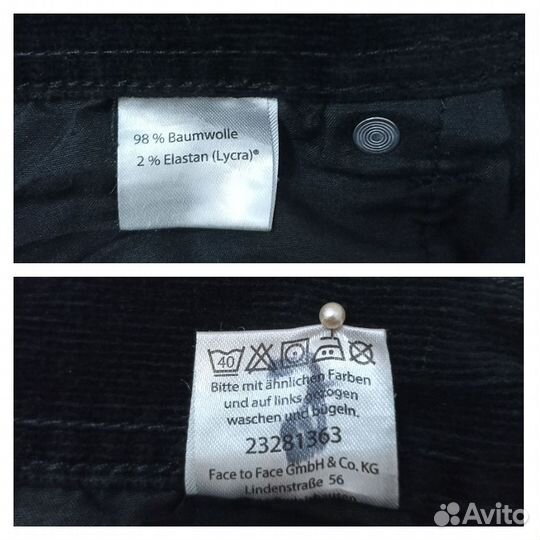 98 % Baumwolle
2 % Elastan (Lycra)®
40
Bitte mit ähnlichen Farben
und auf links gezogen
waschen und bügeln.
23281363
Face to Face GmbH & Co. KG
Lindenstraße 56
Avito